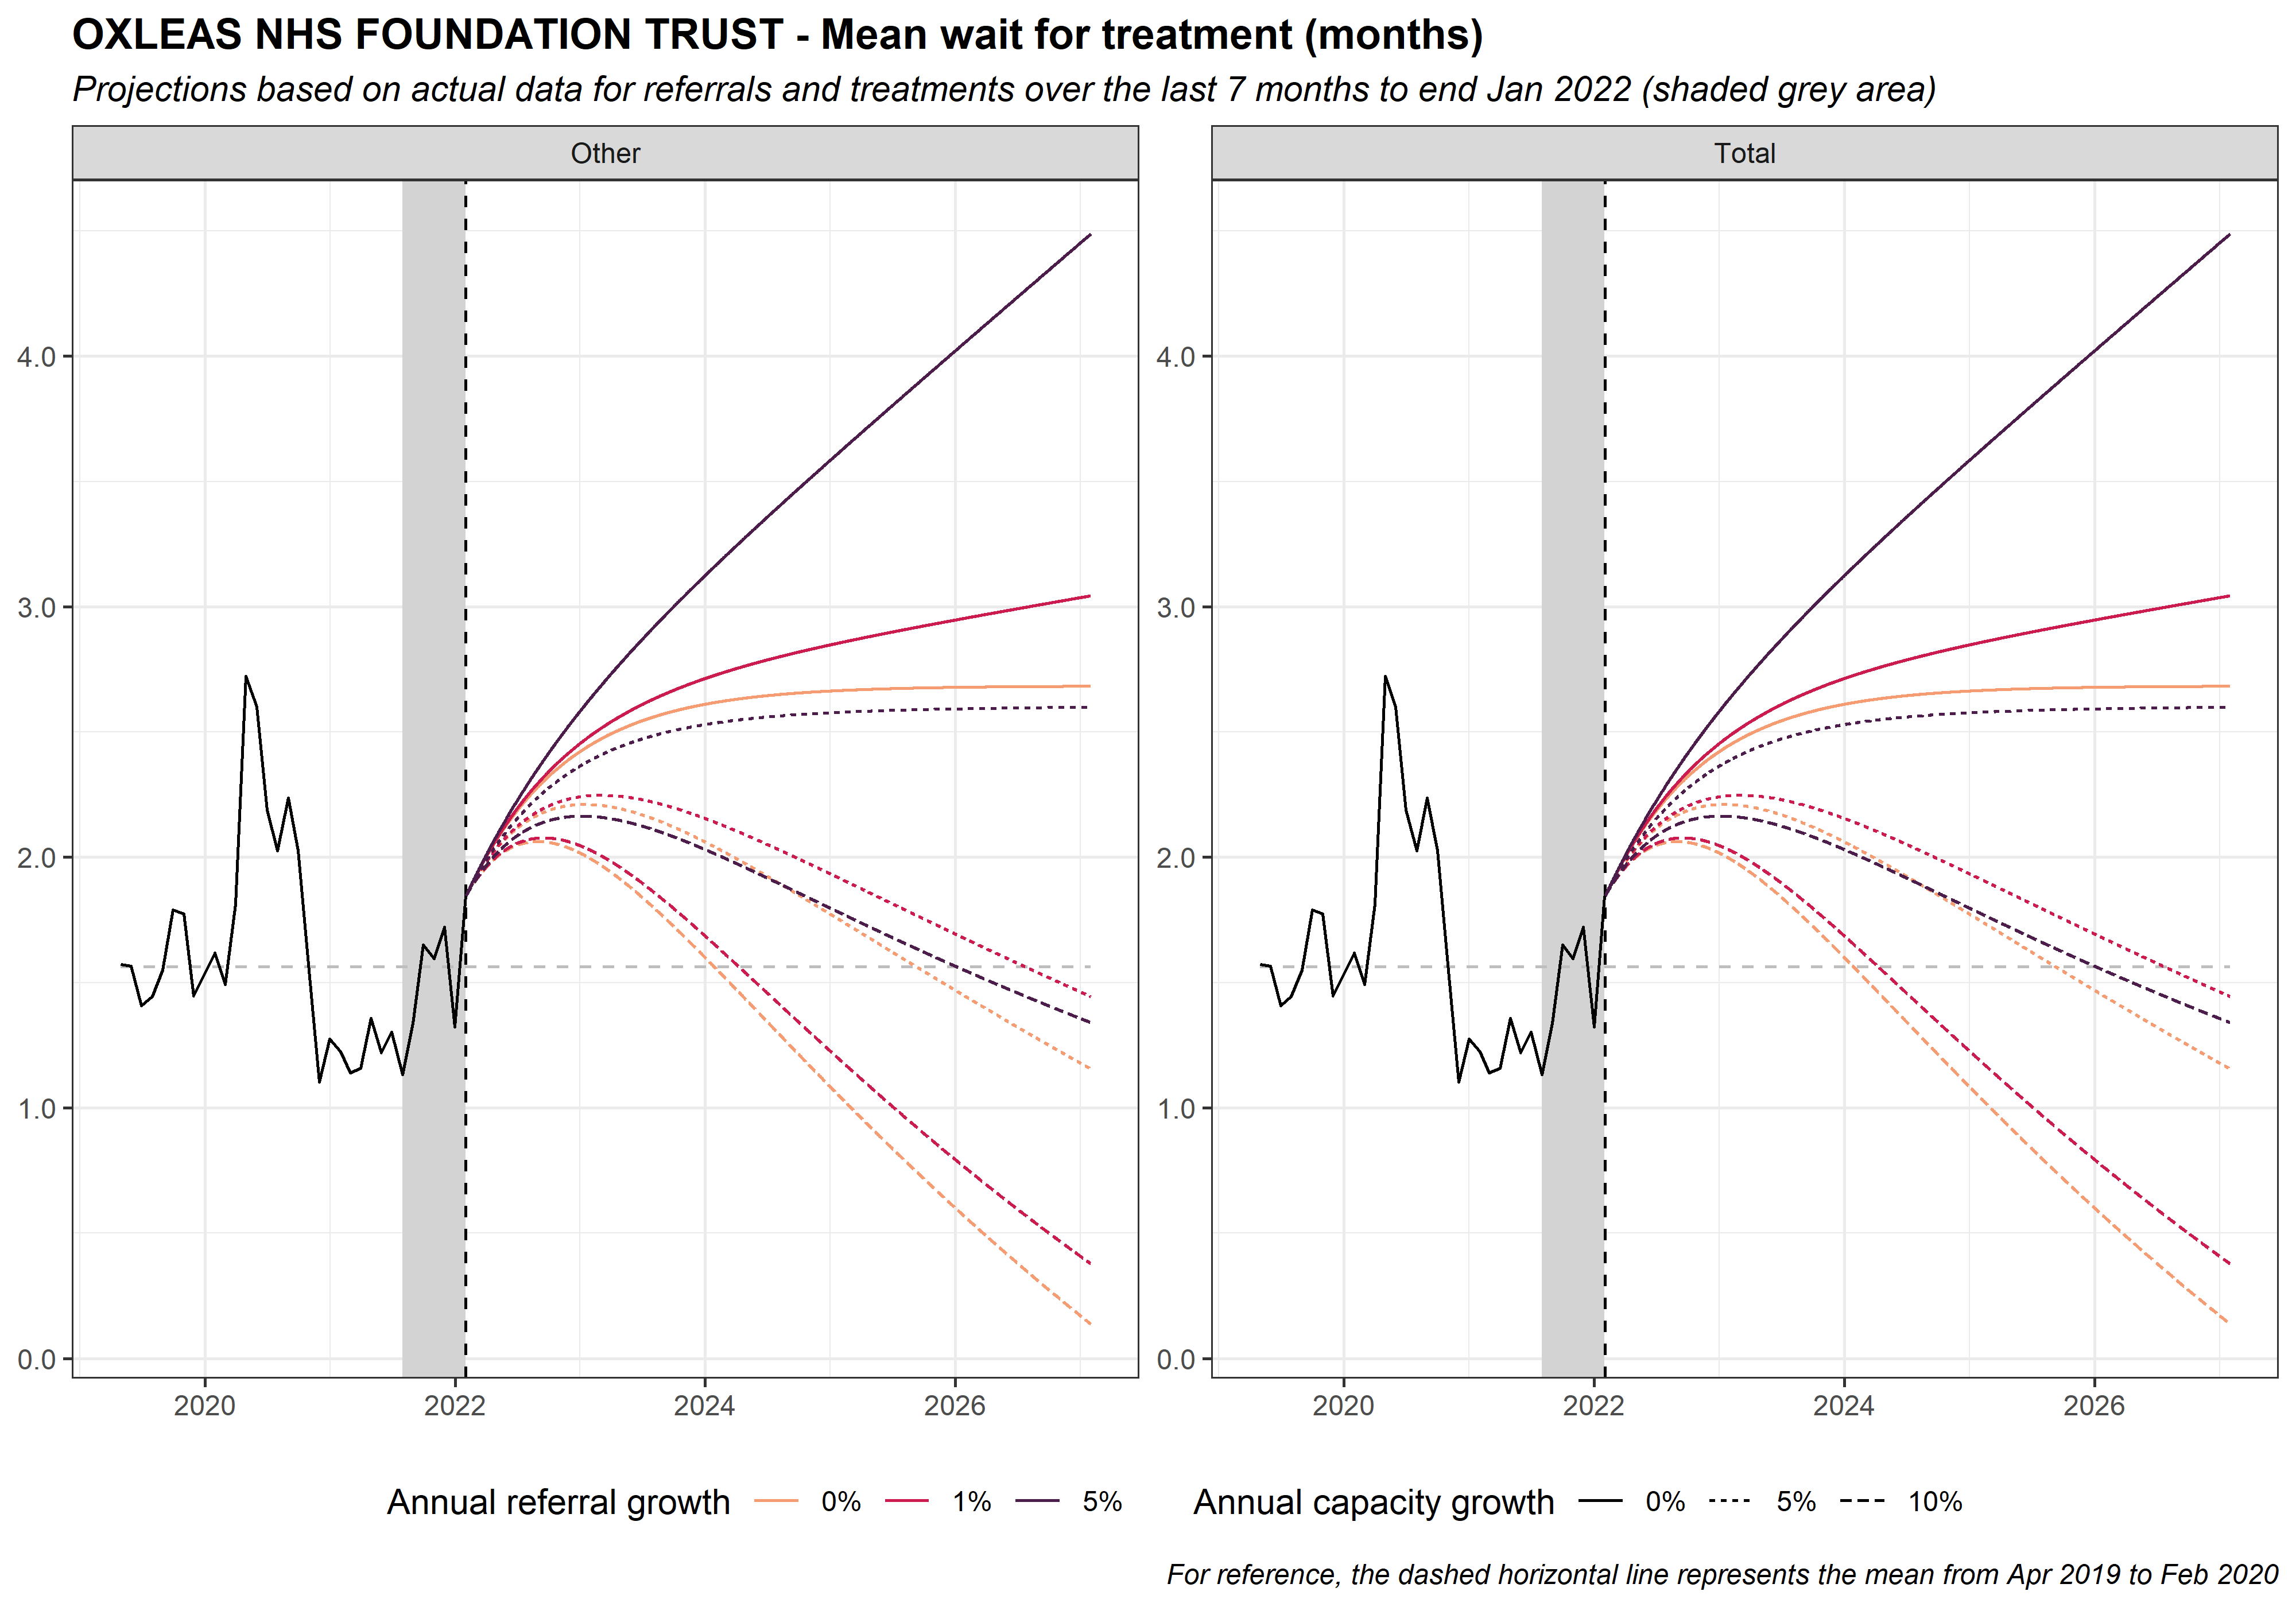 OXLEAS NHS FOUNDATION TRUST - Mean wait for treatment (months)
Projections based on actual data for referrals and treatments over the last 7 months to end Jan 2022 (shaded grey area)
Other
Total
4.0
3.0
2.0
1.0
0.0
4.0
3.0
2.0
1.0
0.0
2020 2022 2024 2026
2020 2022 2024 2026
Annual referral growth 0% 1% 5%
Annual capacity growth 0% 5% 10%
For reference, the dashed horizontal line represents the mean from Apr 2019 to Feb 2020